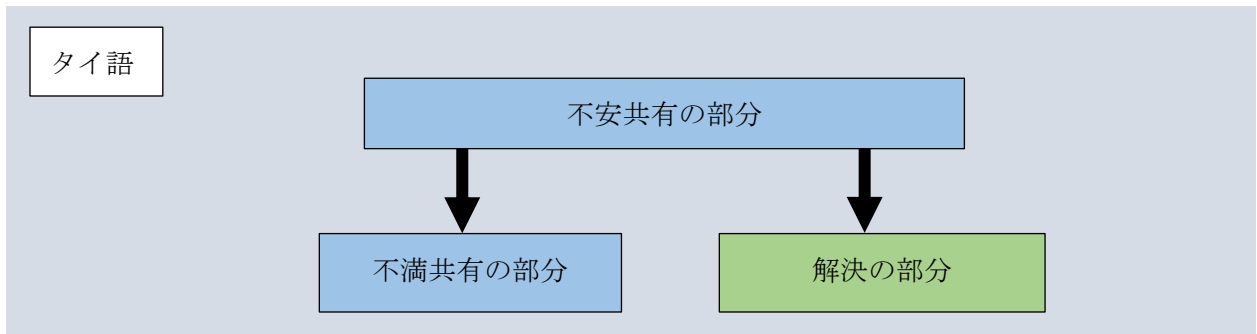 タイ語
不安共有の部分
不満共有の部分
解決の部分